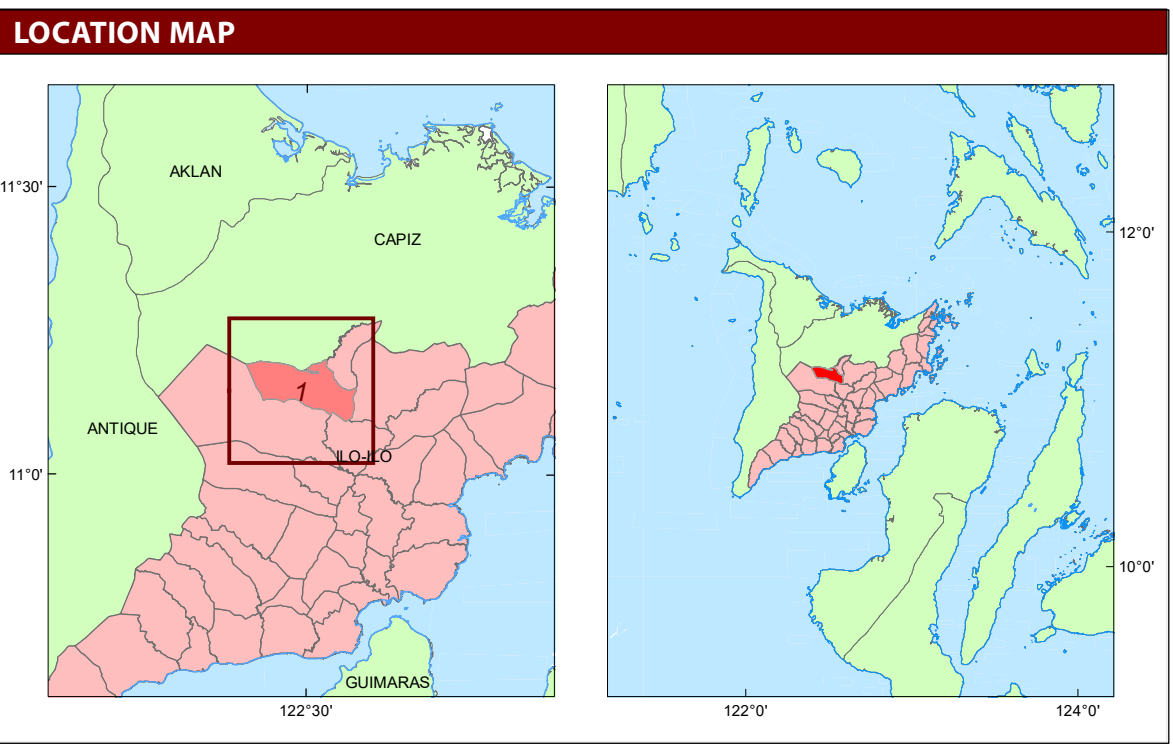 LOCATION MAP
AKLAN
11°30'
CAPIZ
1
ANTIQUE
ILO-ILO
11°0'
GUIMARAS
122°30'
12°0'
10°0'
122°0'
124°0'